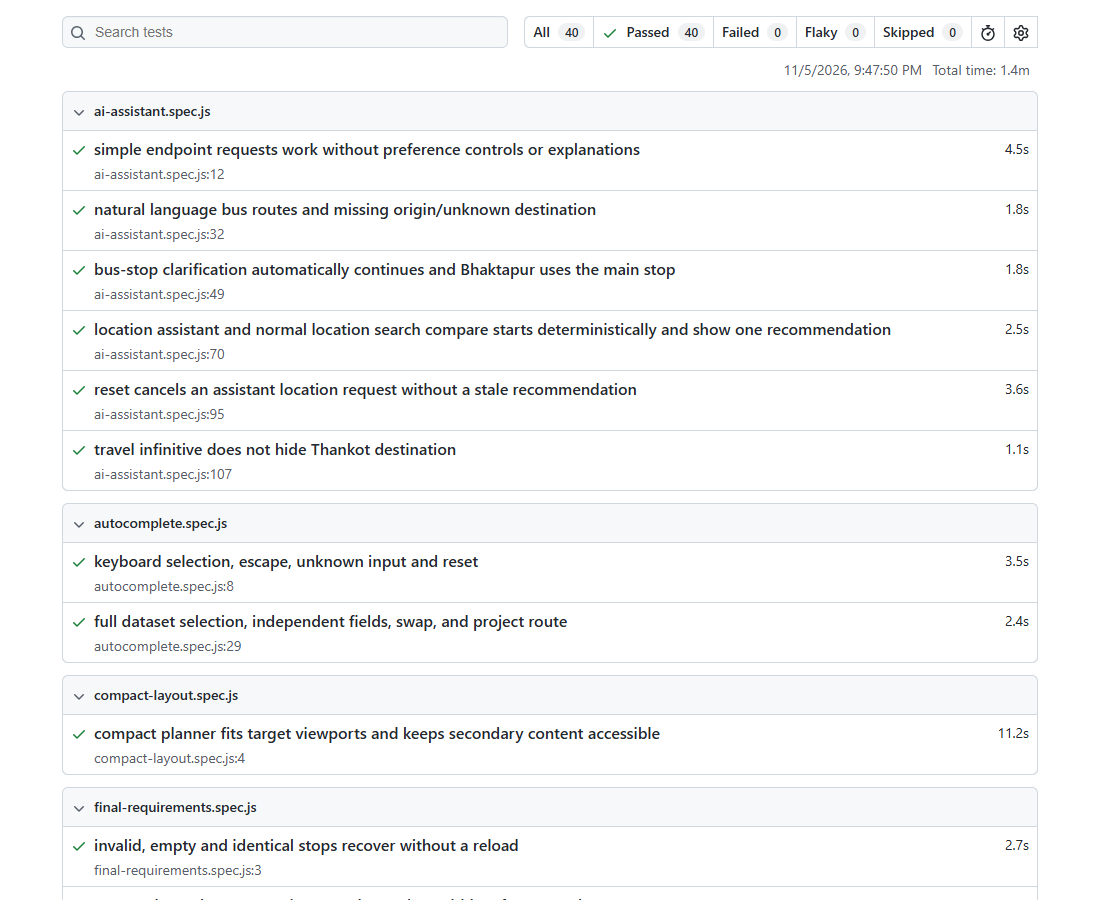 Search tests
All 40 Passed 40 Failed 0 Flaky 0 Skipped 0
11/5/2026, 9:47:50 PM Total time: 1.4m
ai-assistant.spec.js
simple endpoint requests work without preference controls or explanations 4.5s
ai-assistant.spec.js:12
natural language bus routes and missing origin/unknown destination 1.8s
ai-assistant.spec.js:32
bus-stop clarification automatically continues and Bhaktapur uses the main stop 1.8s
ai-assistant.spec.js:49
location assistant and normal location search compare starts deterministically and show one recommendation 2.5s
ai-assistant.spec.js:70
reset cancels an assistant location request without a stale recommendation 3.6s
ai-assistant.spec.js:95
travel infinitive does not hide Thankot destination 1.1s
ai-assistant.spec.js:107
autocomplete.spec.js
keyboard selection, escape, unknown input and reset 3.5s
autocomplete.spec.js:8
full dataset selection, independent fields, swap, and project route 2.4s
autocomplete.spec.js:29
compact-layout.spec.js
compact planner fits target viewports and keeps secondary content accessible 11.2s
compact-layout.spec.js:4
final-requirements.spec.js
invalid, empty and identical stops recover without a reload 2.7s
final-requirements.spec.js:3